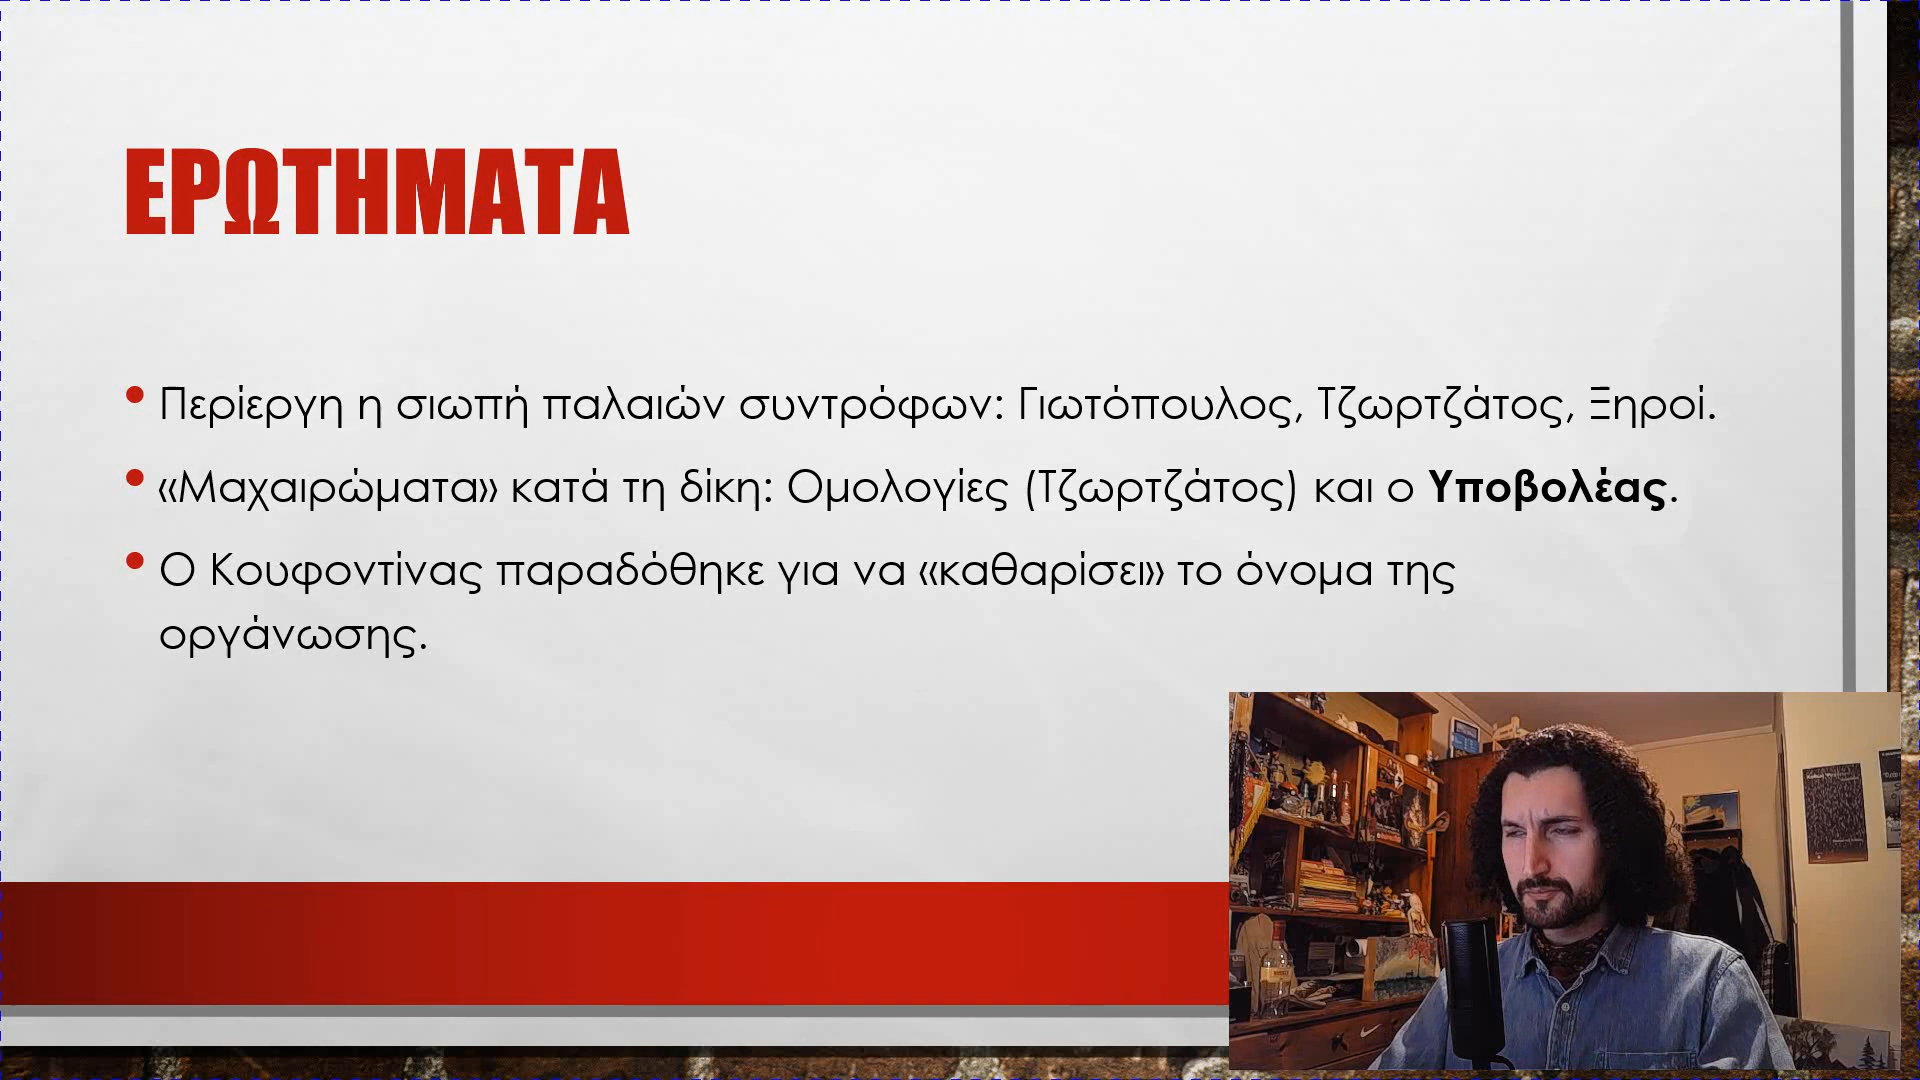 ΕΡΩΤΗΜΑΤΑ
• Περίεργη η σιωπή παλαιών συντρόφων: Γιωτόπουλος, Τζωρτζάτος, Ξηροί.
• «Μαχαιρώματα» κατά τη δίκη: Ομολογίες (Τζωρτζάτος) και ο Υποβολέας.
• Ο Κουφοντίνας παραδόθηκε για να «καθαρίσει» το όνομα της
οργάνωσης.